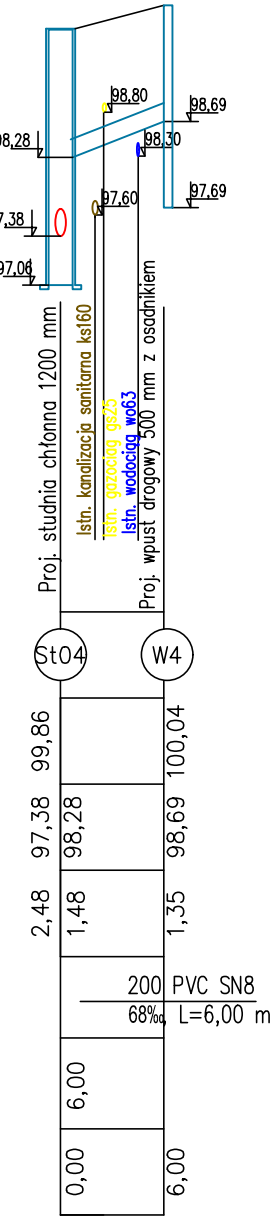 98,80
98,69
98,28
98,30
97,60
97,69
7,38
97,06
Proj. studnia chłonna 1200 mm
Istn. kanalizacja sanitarna ks160
Istn. gazociąg gs25
Istn. wodociąg wo63
Proj. wpust drogowy 500 mm z osadnikiem
St04
W4
99,86
100,04
97,38
98,28
98,69
2,48
1,48
1,35
200 PVC SN8
68‰, L=6,00 m
6,00
0,00
6,00